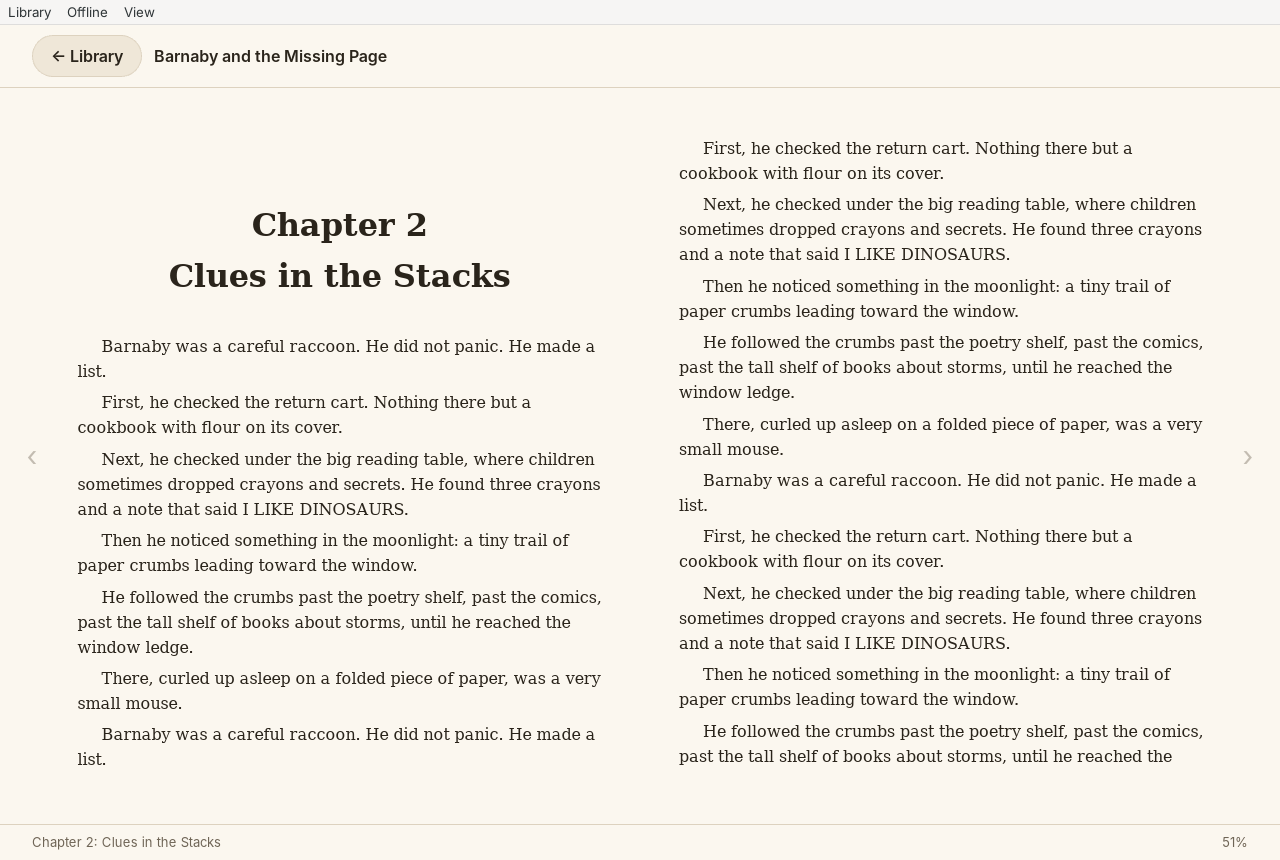 Library Offline View
← Library Barnaby and the Missing Page
Chapter 2
Clues in the Stacks
Barnaby was a careful raccoon. He did not panic. He made a
list.
First, he checked the return cart. Nothing there but a
cookbook with flour on its cover.
Next, he checked under the big reading table, where children
sometimes dropped crayons and secrets. He found three crayons
and a note that said I LIKE DINOSAURS.
Then he noticed something in the moonlight: a tiny trail of
paper crumbs leading toward the window.
He followed the crumbs past the poetry shelf, past the comics,
past the tall shelf of books about storms, until he reached the
window ledge.
There, curled up asleep on a folded piece of paper, was a very
small mouse.
Barnaby was a careful raccoon. He did not panic. He made a
list.
First, he checked the return cart. Nothing there but a
cookbook with flour on its cover.
Next, he checked under the big reading table, where children
sometimes dropped crayons and secrets. He found three crayons
and a note that said I LIKE DINOSAURS.
Then he noticed something in the moonlight: a tiny trail of
paper crumbs leading toward the window.
He followed the crumbs past the poetry shelf, past the comics,
past the tall shelf of books about storms, until he reached the
window ledge.
There, curled up asleep on a folded piece of paper, was a very
small mouse.
Barnaby was a careful raccoon. He did not panic. He made a
list.
First, he checked the return cart. Nothing there but a
cookbook with flour on its cover.
Next, he checked under the big reading table, where children
sometimes dropped crayons and secrets. He found three crayons
and a note that said I LIKE DINOSAURS.
Then he noticed something in the moonlight: a tiny trail of
paper crumbs leading toward the window.
He followed the crumbs past the poetry shelf, past the comics,
past the tall shelf of books about storms, until he reached the
‹ ›
Chapter 2: Clues in the Stacks 51%